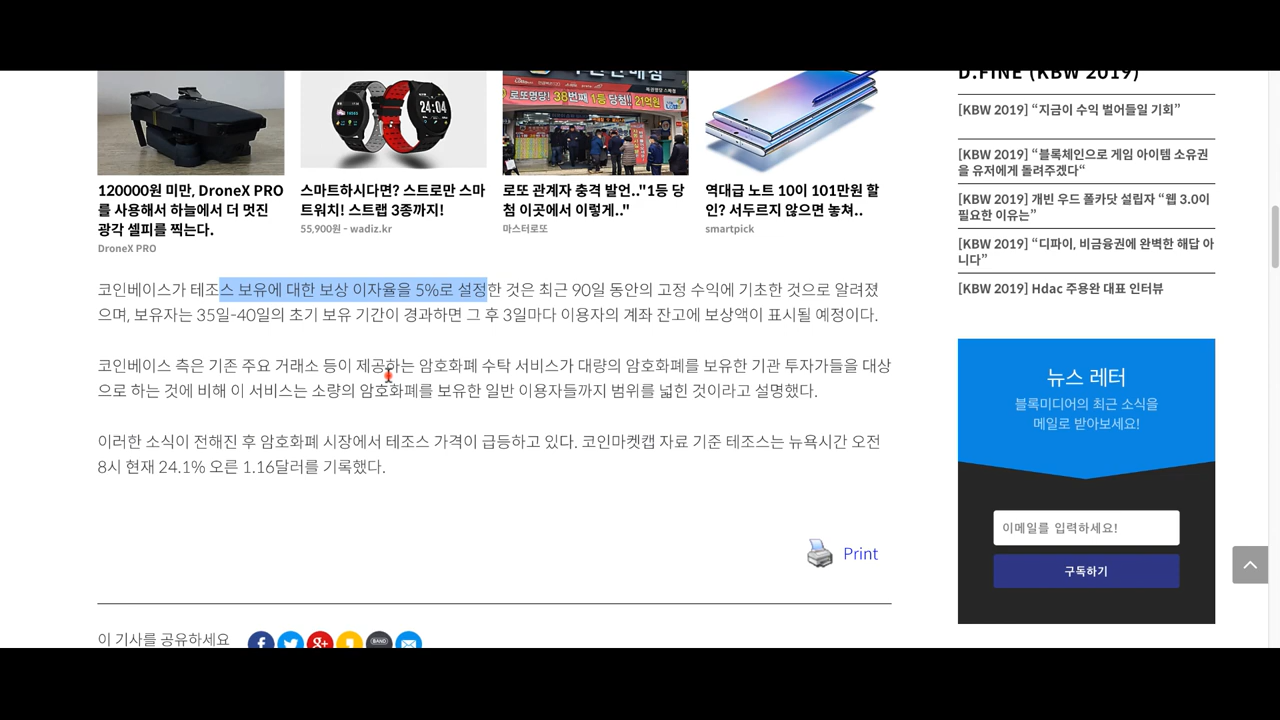 D.FINE (KBW 2019)
24:04
로또명당! 38번째 1등 당첨! 21억원
24:04
120000원 미만, DroneX PRO
를 사용해서 하늘에서 더 멋진
광각 셀피를 찍는다.
DroneX PRO
스마트하시다면? 스트로만 스마
트워치! 스트랩 3종까지!
55,900원 - wadiz.kr
로또 관계자 충격 발언.."1등 당
첨 이곳에서 이렇게.."
마스터로또
역대급 노트 10이 101만원 할
인? 서두르지 않으면 놓쳐..
smartpick
코인베이스가 테조스 보유에 대한 보상 이자율을 5%로 설정한 것은 최근 90일 동안의 고정 수익에 기초한 것으로 알려졌
으며, 보유자는 35일-40일의 초기 보유 기간이 경과하면 그 후 3일마다 이용자의 계좌 잔고에 보상액이 표시될 예정이다.
코인베이스 측은 기존 주요 거래소 등이 제공하는 암호화폐 수탁 서비스가 대량의 암호화폐를 보유한 기관 투자가들을 대상
으로 하는 것에 비해 이 서비스는 소량의 암호화폐를 보유한 일반 이용자들까지 범위를 넓힌 것이라고 설명했다.
이러한 소식이 전해진 후 암호화폐 시장에서 테조스 가격이 급등하고 있다. 코인마켓캡 자료 기준 테조스는 뉴욕시간 오전
8시 현재 24.1% 오른 1.16달러를 기록했다.
Print
이 기사를 공유하세요
BAND
[KBW 2019] “지금이 수익 벌어들일 기회”
[KBW 2019] “블록체인으로 게임 아이템 소유권
을 유저에게 돌려주겠다“
[KBW 2019] 개빈 우드 폴카닷 설립자 “웹 3.0이
필요한 이유는”
[KBW 2019] “디파이, 비금융권에 완벽한 해답 아
니다”
[KBW 2019] Hdac 주용완 대표 인터뷰
뉴스 레터
블록미디어의 최근 소식을
메일로 받아보세요!
이메일를 입력하세요!
구독하기